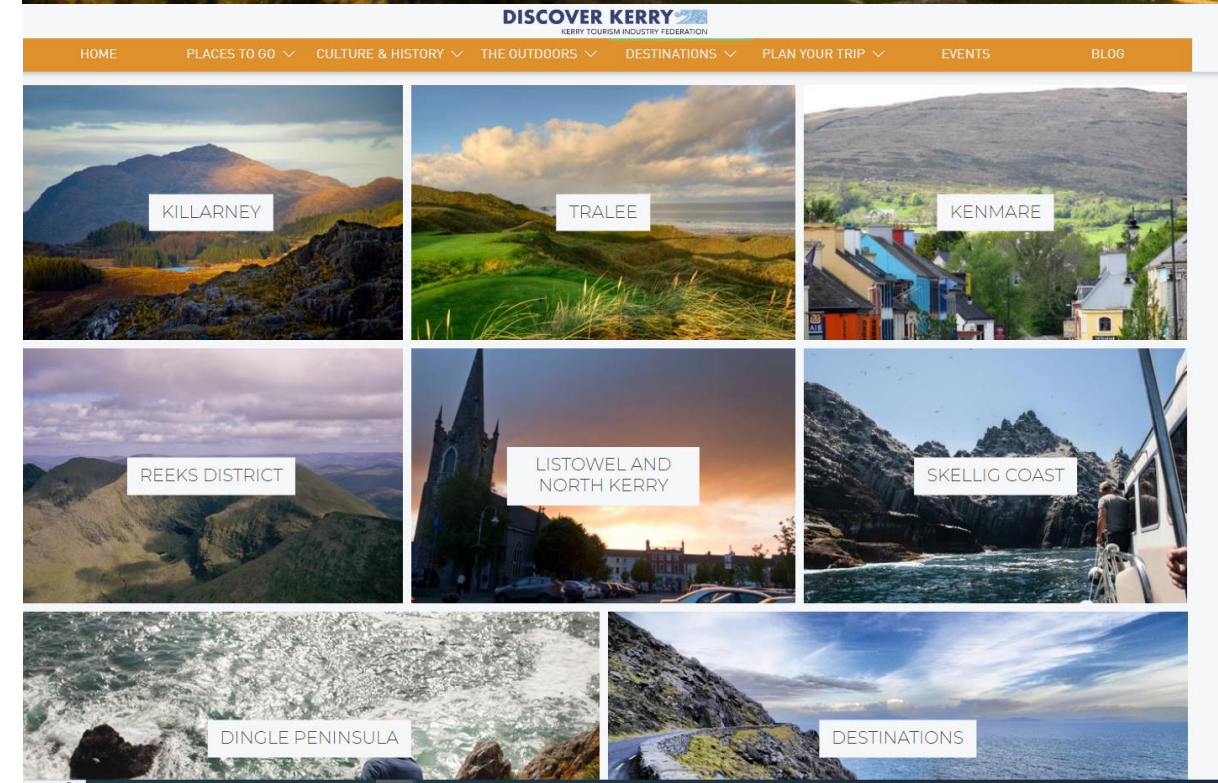 DISCOVER KERRY
KERRY TOURISM INDUSTRY FEDERATION
HOME PLACES TO GO CULTURE & HISTORY THE OUTDOORS DESTINATIONS PLAN YOUR TRIP EVENTS BLOG
KILLARNEY
TRALEE
KENMARE
REEKS DISTRICT
LISTOWEL AND
NORTH KERRY
SKELLIG COAST
DINGLE PENINSULA
DESTINATIONS